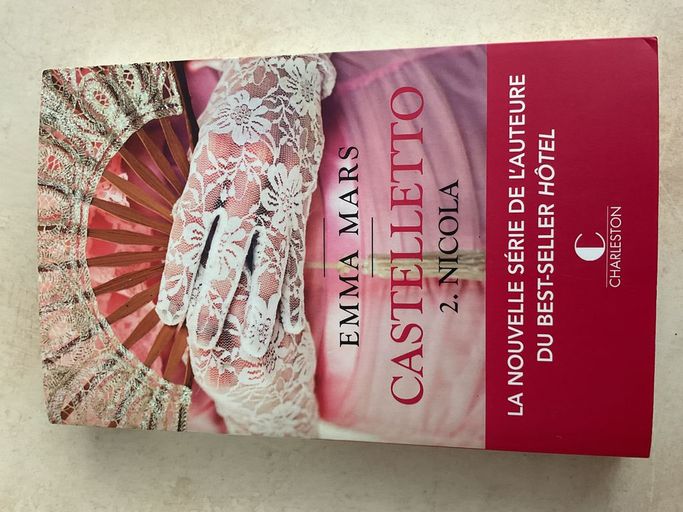 EMMA MARS
CASTELLETTO
2. NICOLA
LA NOUVELLE SÉRIE DE L'AUTEURE
DU BEST-SELLER HÔTEL
C
CHARLESTON